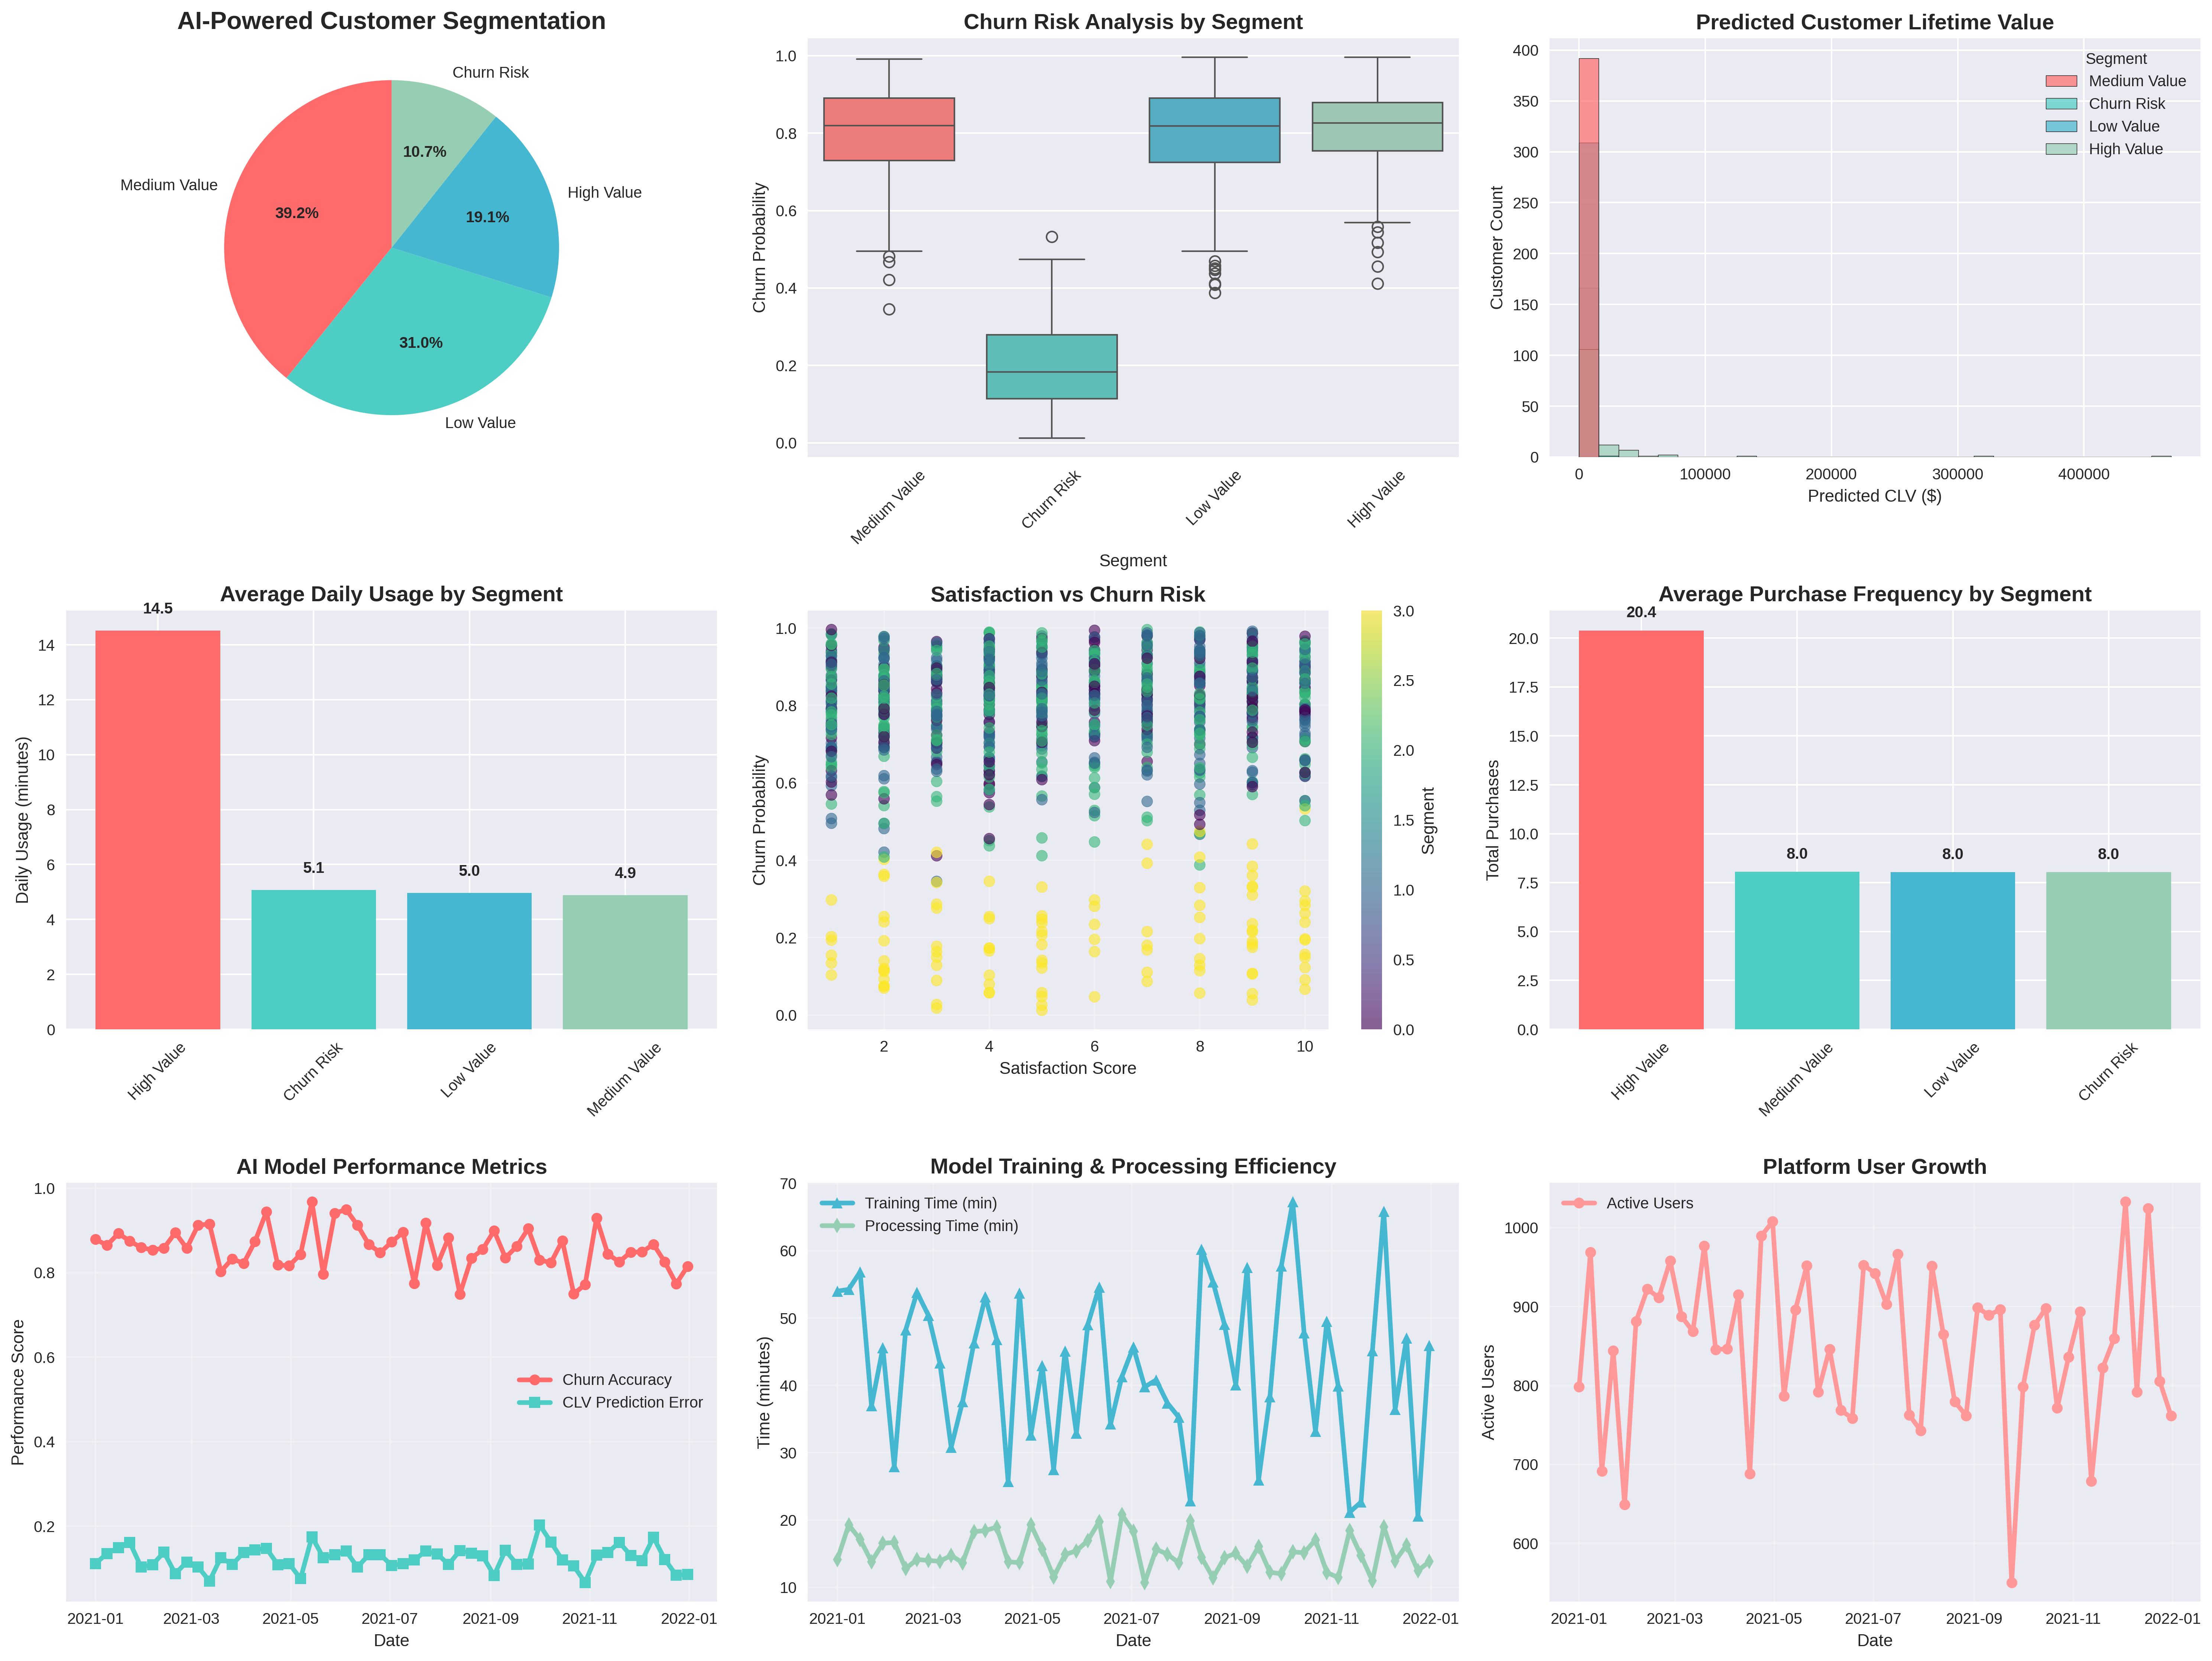 AI-Powered Customer Segmentation
Churn Risk
10.7%
Medium Value
High Value
39.2%
19.1%
31.0%
Low Value
Churn Risk Analysis by Segment
Churn Probability
1.0
0.8
0.6
0.4
0.2
0.0
Medium Value
Churn Risk
Low Value
High Value
Segment
Predicted Customer Lifetime Value
Customer Count
400
350
300
250
200
150
100
50
0
Segment
Medium Value
Churn Risk
Low Value
High Value
0
100000
200000
300000
400000
Predicted CLV ($)
Average Daily Usage by Segment
Daily Usage (minutes)
14
12
10
8
6
4
2
0
14.5
5.1
5.0
4.9
High Value
Churn Risk
Low Value
Medium Value
Satisfaction vs Churn Risk
Churn Probability
1.0
0.8
0.6
0.4
0.2
0.0
2
4
6
8
10
Satisfaction Score
3.0
2.5
2.0
1.5
1.0
0.5
0.0
Segment
Average Purchase Frequency by Segment
Total Purchases
20.0
17.5
15.0
12.5
10.0
7.5
5.0
2.5
0.0
20.4
8.0
8.0
8.0
High Value
Medium Value
Low Value
Churn Risk
AI Model Performance Metrics
Performance Score
1.0
0.8
0.6
0.4
0.2
Churn Accuracy
CLV Prediction Error
2021-01
2021-03
2021-05
2021-07
2021-09
2021-11
2022-01
Date
Model Training & Processing Efficiency
Time (minutes)
70
60
50
40
30
20
10
Training Time (min)
Processing Time (min)
2021-01
2021-03
2021-05
2021-07
2021-09
2021-11
2022-01
Date
Platform User Growth
Active Users
1000
900
800
700
600
Active Users
2021-01
2021-03
2021-05
2021-07
2021-09
2021-11
2022-01
Date